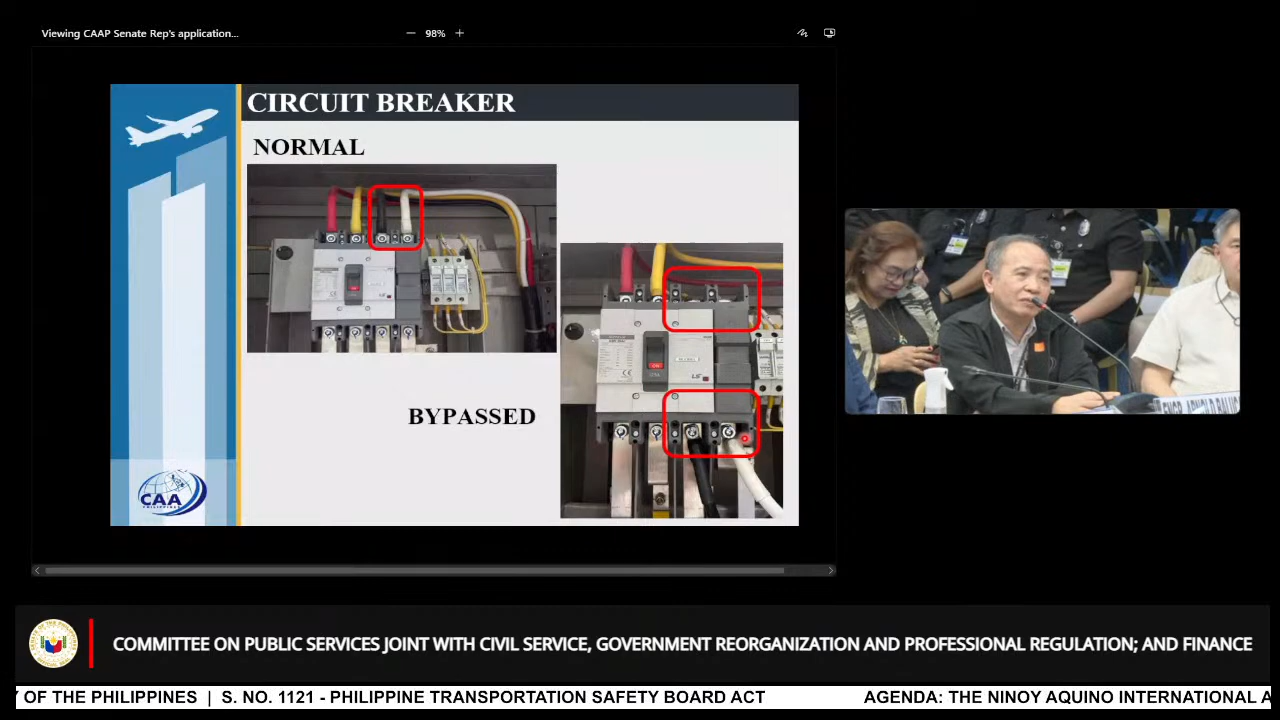 Viewing CAAP Senate Rep's application...
98%
CIRCUIT BREAKER
NORMAL
BYPASSED
CAA
PHILIPPINES
COMMITTEE ON PUBLIC SERVICES JOINT WITH CIVIL SERVICE, GOVERNMENT REORGANIZATION AND PROFESSIONAL REGULATION; AND FINANCE
OF THE PHILIPPINES | S. NO. 1121 - PHILIPPINE TRANSPORTATION SAFETY BOARD ACT AGENDA: THE NINOY AQUINO INTERNATIONAL